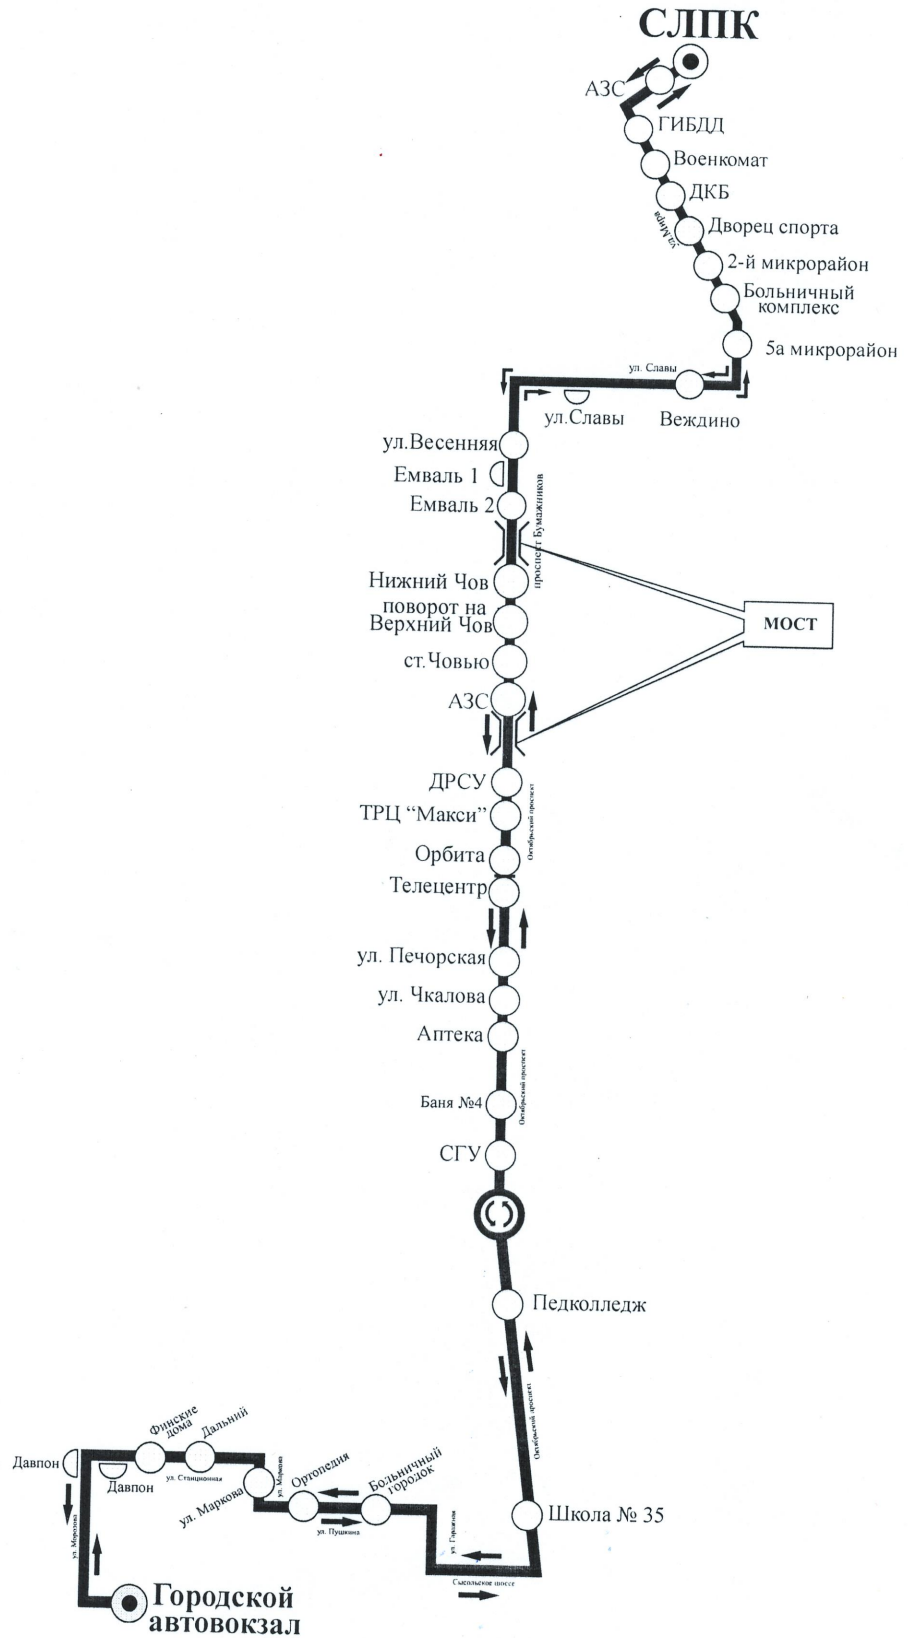 СЛПК
АЗС
ГИБДД
Военкомат
ДКБ
ул.Мира
Дворец спорта
2-й микрорайон
Больничный
комплекс
5а микрорайон
ул. Славы
ул.Славы
Веждино
ул.Весенняя
Емваль 1
Емваль 2
проспект Бумажников
Нижний Чов
поворот на
Верхний Чов
МОСТ
ст.Човью
АЗС
ДРСУ
ТРЦ “Макси”
Октябрьский проспект
Орбита
Телецентр
ул. Печорская
ул. Чкалова
Аптека
Октябрьский проспект
Баня №4
СГУ
Педколледж
Октябрьский проспект
Финские
дома
Дальний
Давпон
Давпон
ул. Станционная
ул. Маркова
ул. Маркова
Ортопедия
Больничный
городок
ул. Пушкина
Школа № 35
ул. Морозова
ул. Гаражная
Сысольское шоссе
Городской
автовокзал